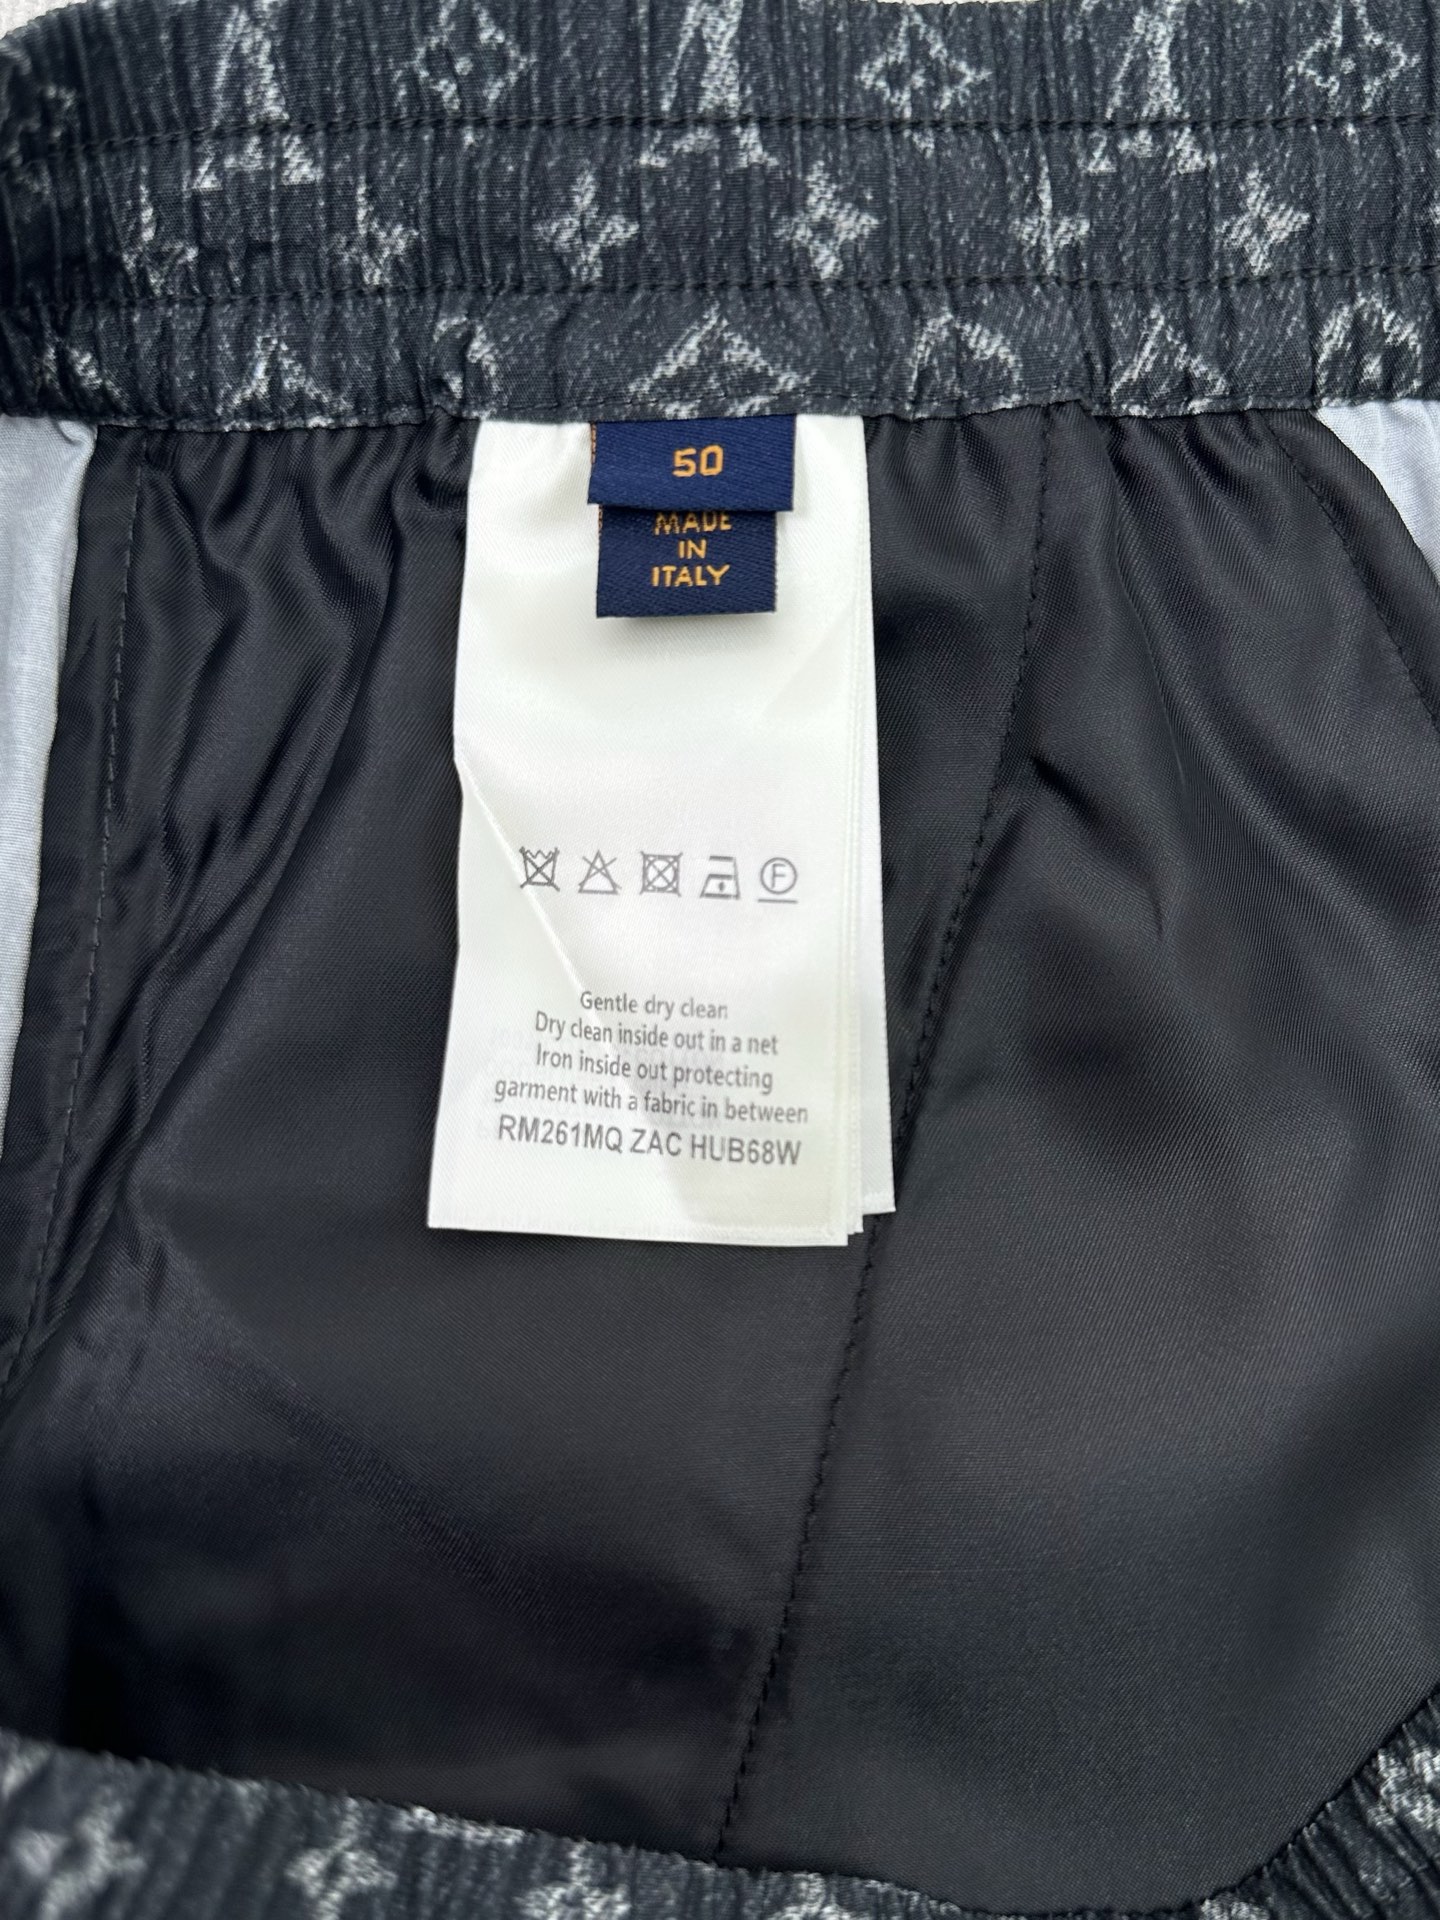 50
MADE
IN
ITALY
F
Gentle dry clean
Dry clean inside out in a net
Iron inside out protecting
garment with a fabric in between
RM261MQ ZAC HUB68W